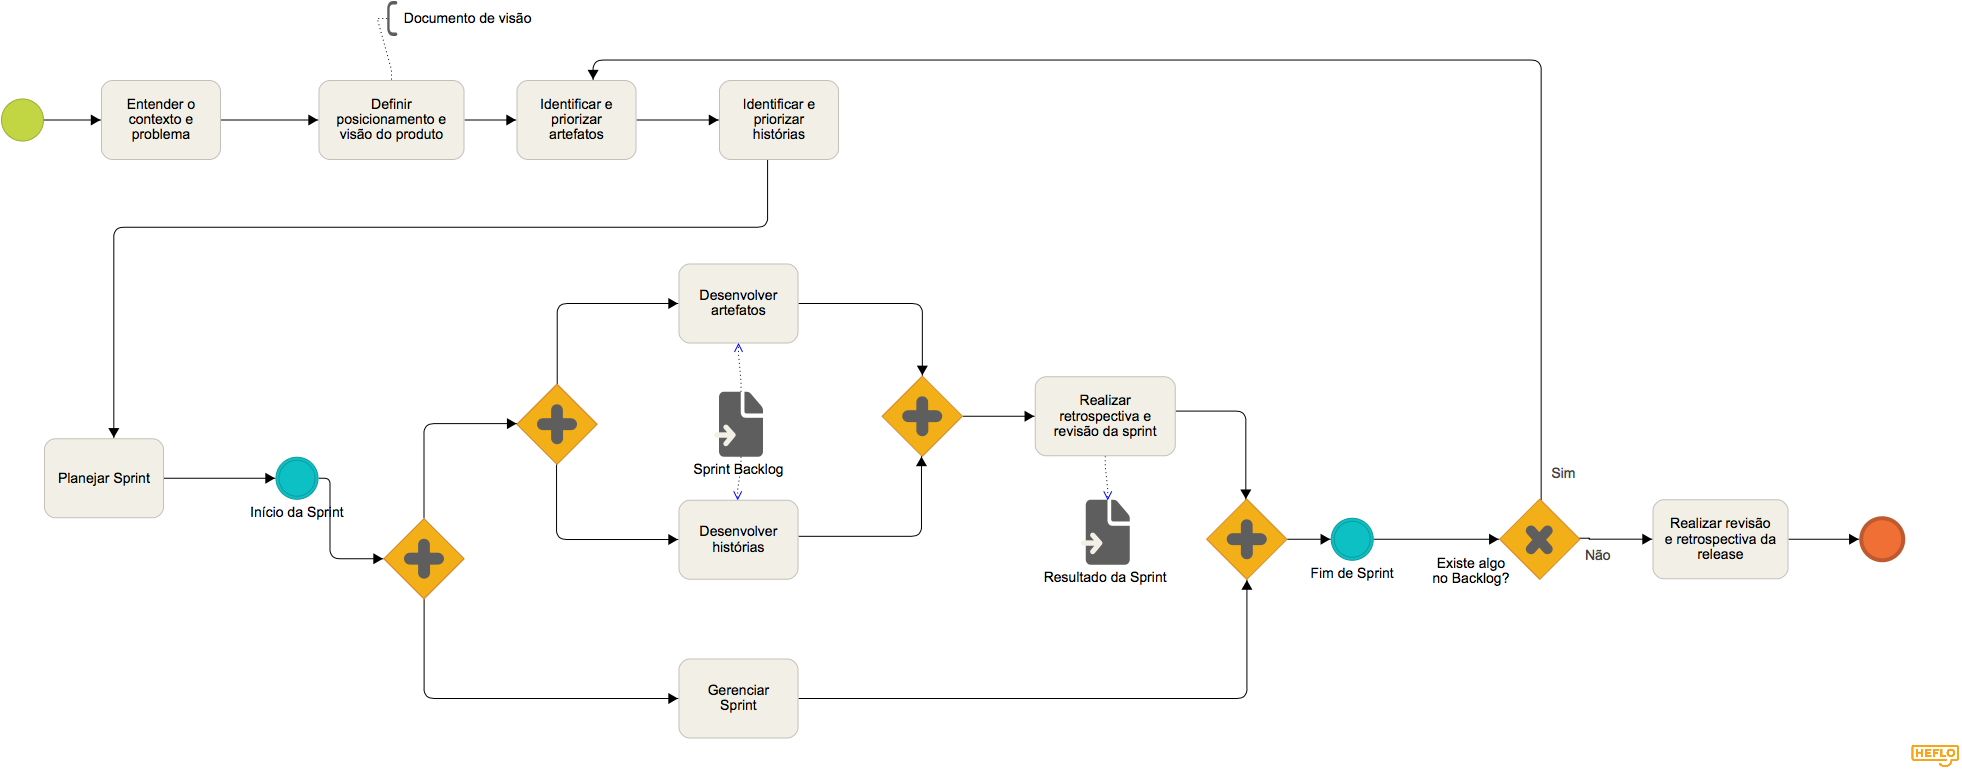 Documento de visão
Entender o
contexto e
problema
Definir
posicionamento e
visão do produto
Identificar e
priorizar
artefatos
Identificar e
priorizar
histórias
Desenvolver
artefatos
Sprint Backlog
Desenvolver
histórias
Planejar Sprint
Início da Sprint
Realizar
retrospectiva e
revisão da sprint
Resultado da Sprint
Gerenciar
Sprint
Fim de Sprint
Existe algo
no Backlog?
Sim
Não
Realizar revisão
e retrospectiva da
release
HEFLO